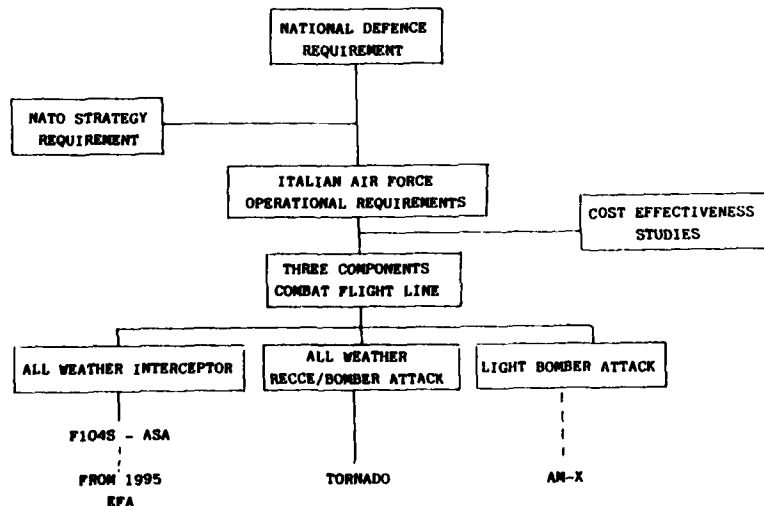 NATIONAL DEFENCE
REQUIREMENT
NATO STRATEGY
REQUIREMENT
ITALIAN AIR FORCE
OPERATIONAL REQUIREMENTS
COST EFFECTIVENESS
STUDIES
THREE COMPONENTS
COMBAT FLIGHT LINE
ALL WEATHER INTERCEPTOR
ALL WEATHER
RECCE/BOMBER ATTACK
LIGHT BOMBER ATTACK
F104S - ASA
FROM 1995
EFA
TORNADO
AM-X